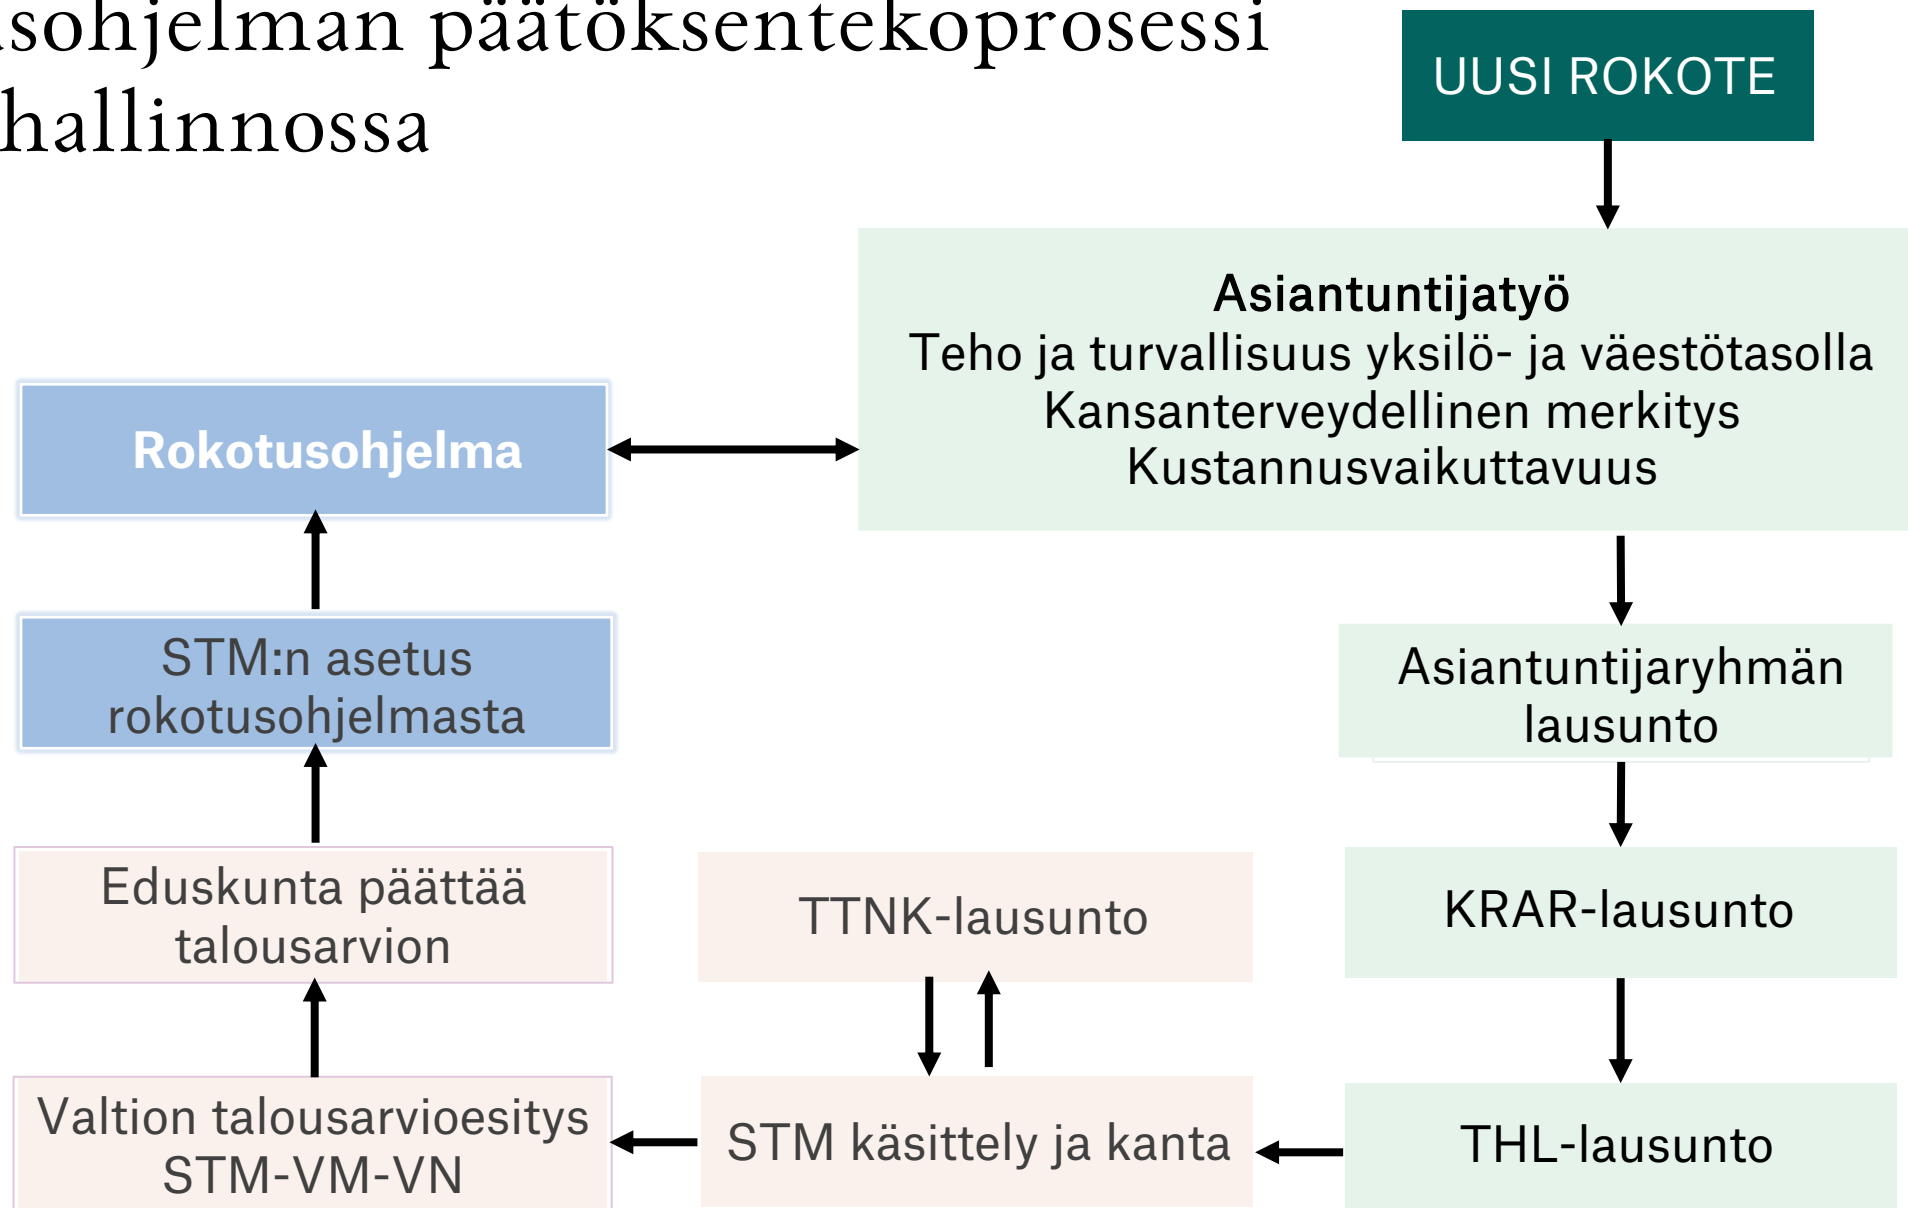 sohjelman päätöksentekoprosessi
hallinnossa
UUSI ROKOTE
Asiantuntijatyö
Teho ja turvallisuus yksilö- ja väestötasolla
Kansanterveydellinen merkitys
Kustannusvaikuttavuus
Rokotusohjelma
STM:n asetus
rokotusohjelmasta
Asiantuntijaryhmän
lausunto
Eduskunta päättää
talousarvion
TTNK-lausunto
KRAR-lausunto
Valtion talousarvioesitys
STM-VM-VN
STM käsittely ja kanta
THL-lausunto